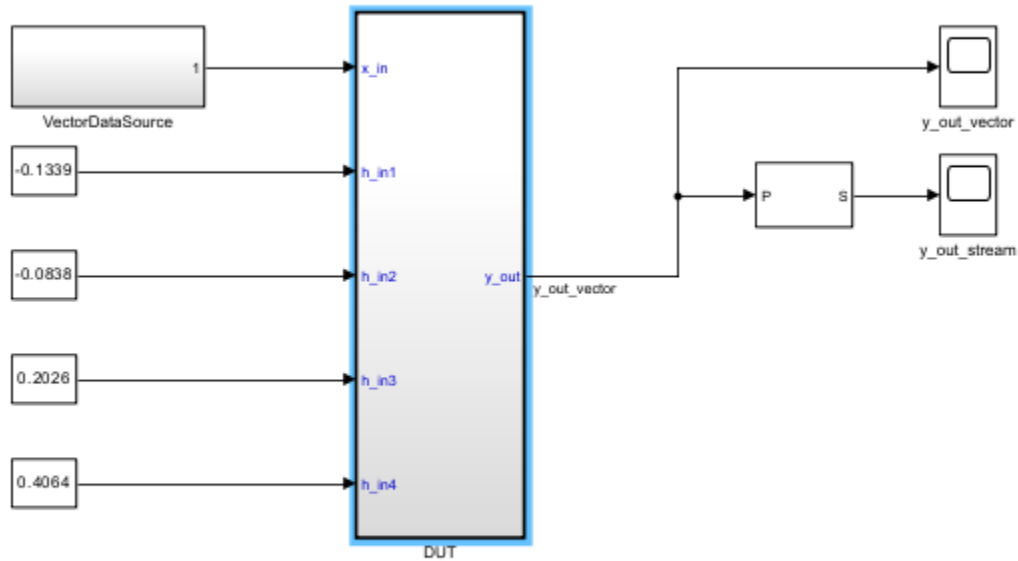 1
x_in
VectorDataSource
y_out_vector
-0.1339
h_in1
P
S
y_out_stream
-0.0838
h_in2
y_out
y_out_vector
0.2026
h_in3
0.4064
h_in4
DUT